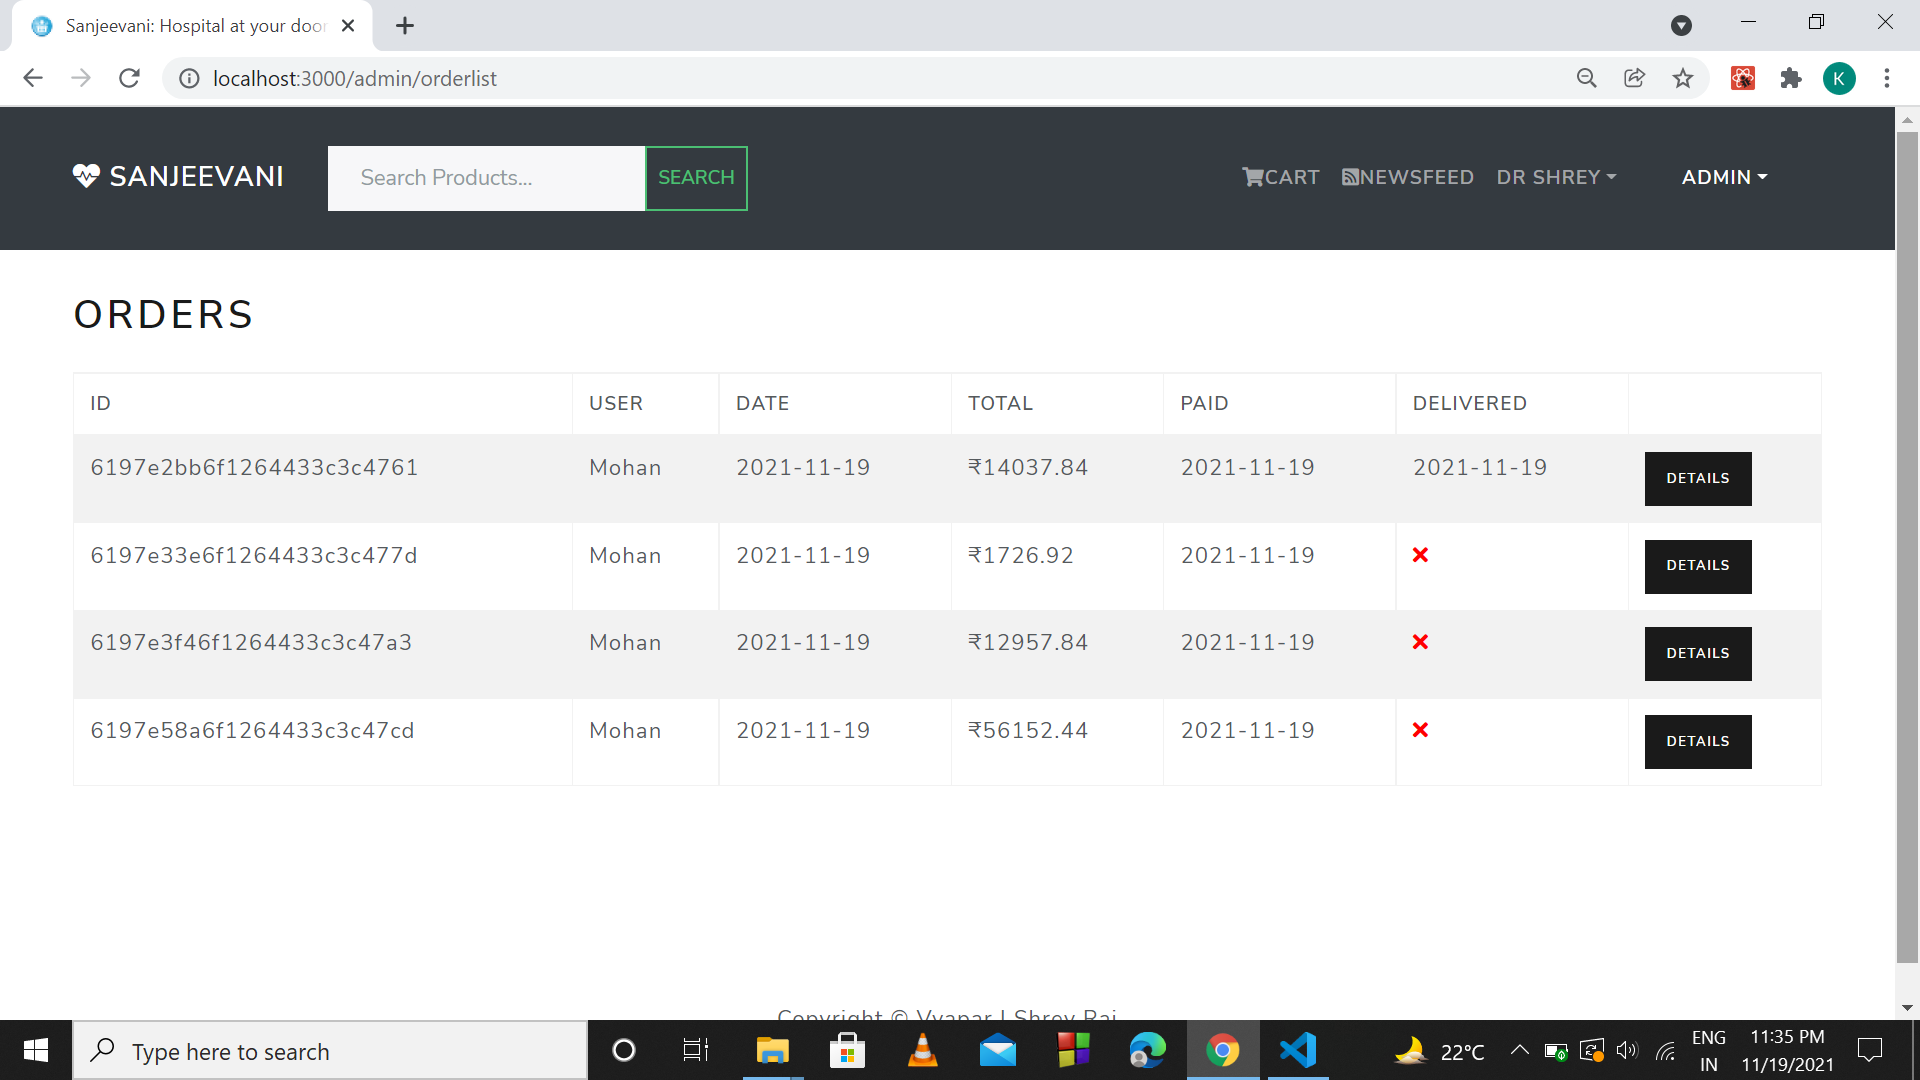 Sanjeevani: Hospital at your door
localhost:3000/admin/orderlist
K
SANJEEVANI
Search Products...
SEARCH
CART
NEWSFEED
DR SHREY
ADMIN
ORDERS
ID USER DATE TOTAL PAID DELIVERED
6197e2bb6f1264433c3c4761 Mohan 2021-11-19 ₹14037.84 2021-11-19 2021-11-19 DETAILS
6197e33e6f1264433c3c477d Mohan 2021-11-19 ₹1726.92 2021-11-19 DETAILS
6197e3f46f1264433c3c47a3 Mohan 2021-11-19 ₹12957.84 2021-11-19 DETAILS
6197e58a6f1264433c3c47cd Mohan 2021-11-19 ₹56152.44 2021-11-19 DETAILS
Copyright © Vyapar | Shrey Raj
Type here to search
22°C
ENG
IN
11:35 PM
11/19/2021